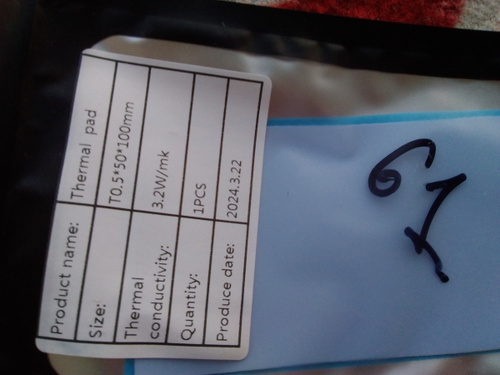 Product name: Thermal pad
Size: T0.5*50*100mm
Thermal
conductivity: 3.2W/mk
Quantity: 1PCS
Produce date: 2024.3.22